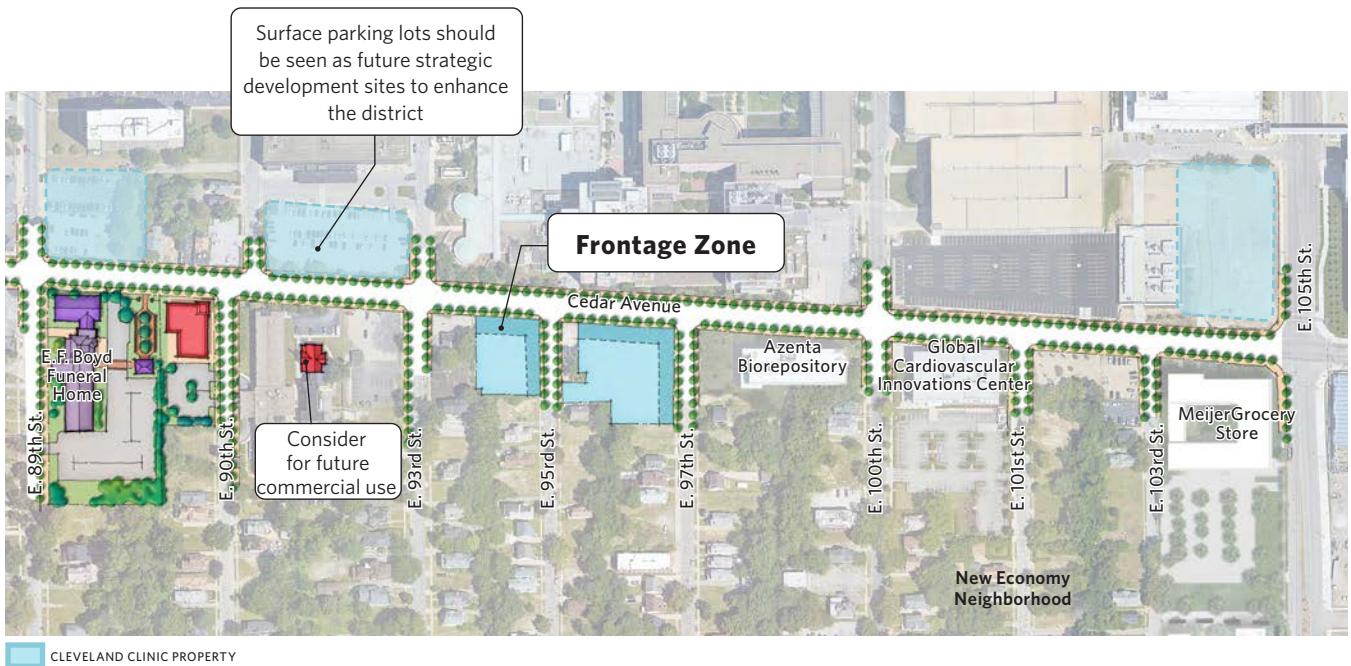 Surface parking lots should
be seen as future strategic
development sites to enhance
the district
Frontage Zone
Cedar Avenue
E. 105th St.
E.F. Boyd
Funeral
Home
Azenta
Biorepository
Global
Cardiovascular
Innovations Center
MeijerGrocery
Store
Consider
for future
commercial use
E. 89th St.
E. 90th St.
E. 93rd St.
E. 95rd St.
E. 97th St.
E. 100th St.
E. 101st St.
E. 103rd St.
New Economy
Neighborhood
CLEVELAND CLINIC PROPERTY